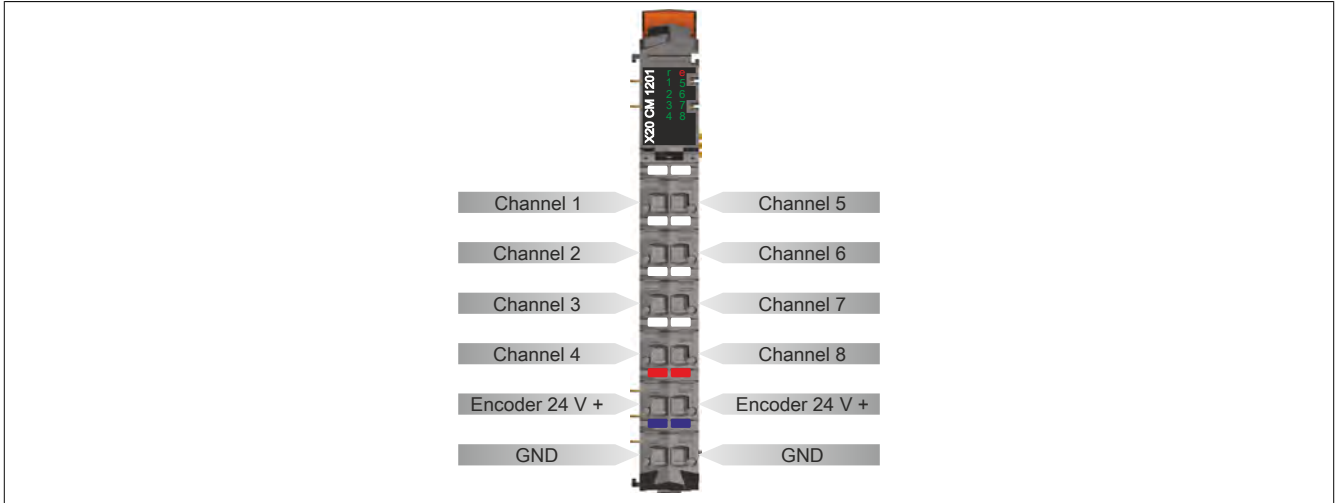 X20 CM 1201
r e
1 5
2 6
3 7
4 8
Channel 1
Channel 5
Channel 2
Channel 6
Channel 3
Channel 7
Channel 4
Channel 8
Encoder 24 V +
Encoder 24 V +
GND
GND